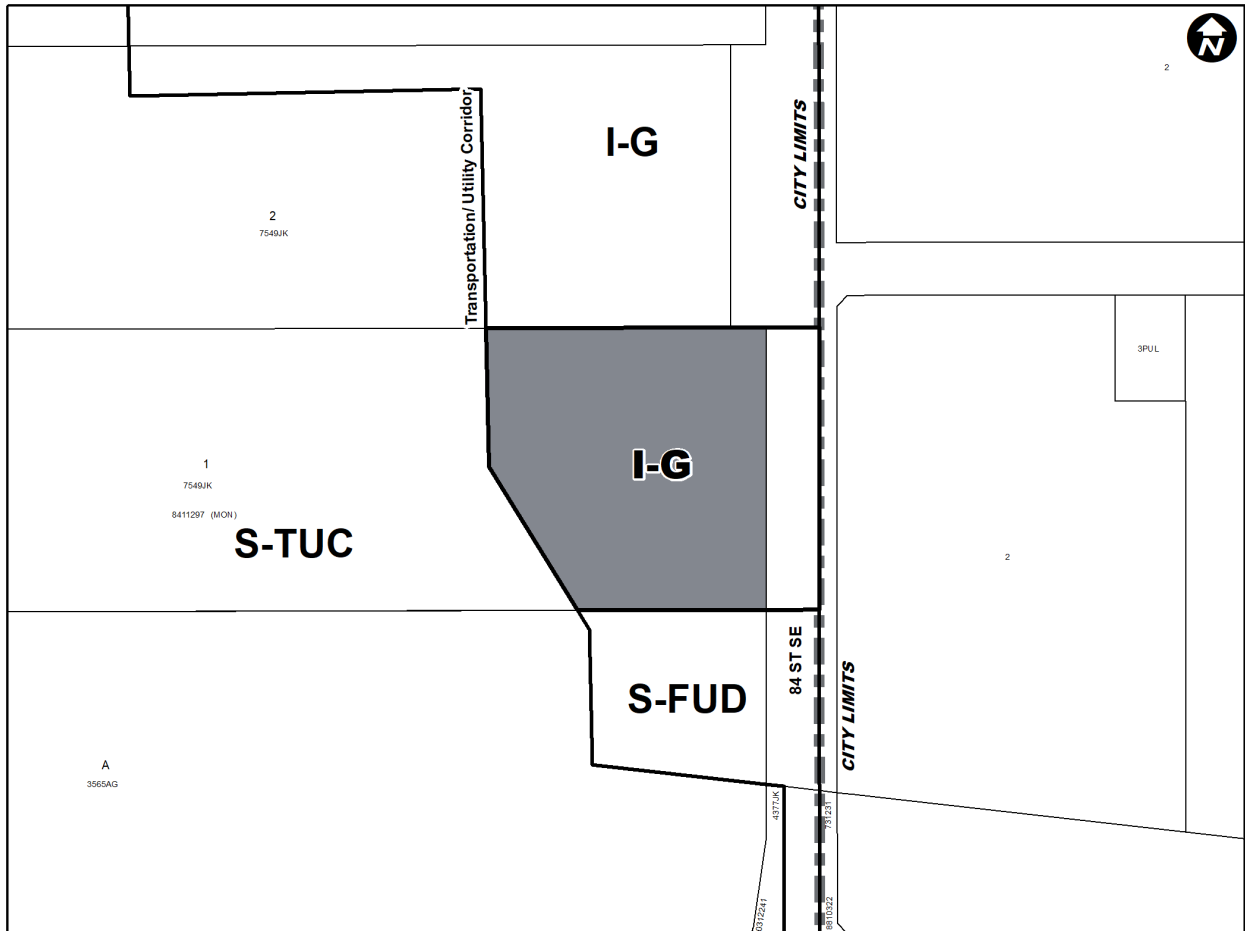 N
2
I-G
CITY LIMITS
Transportation/ Utility Corridor
2
7549JK
3PUL
I-G
1
7549JK
8411297 (MON)
S-TUC
2
84 ST SE
S-FUD
CITY LIMITS
A
3565AG
4377JK
731231
0312241
8810322